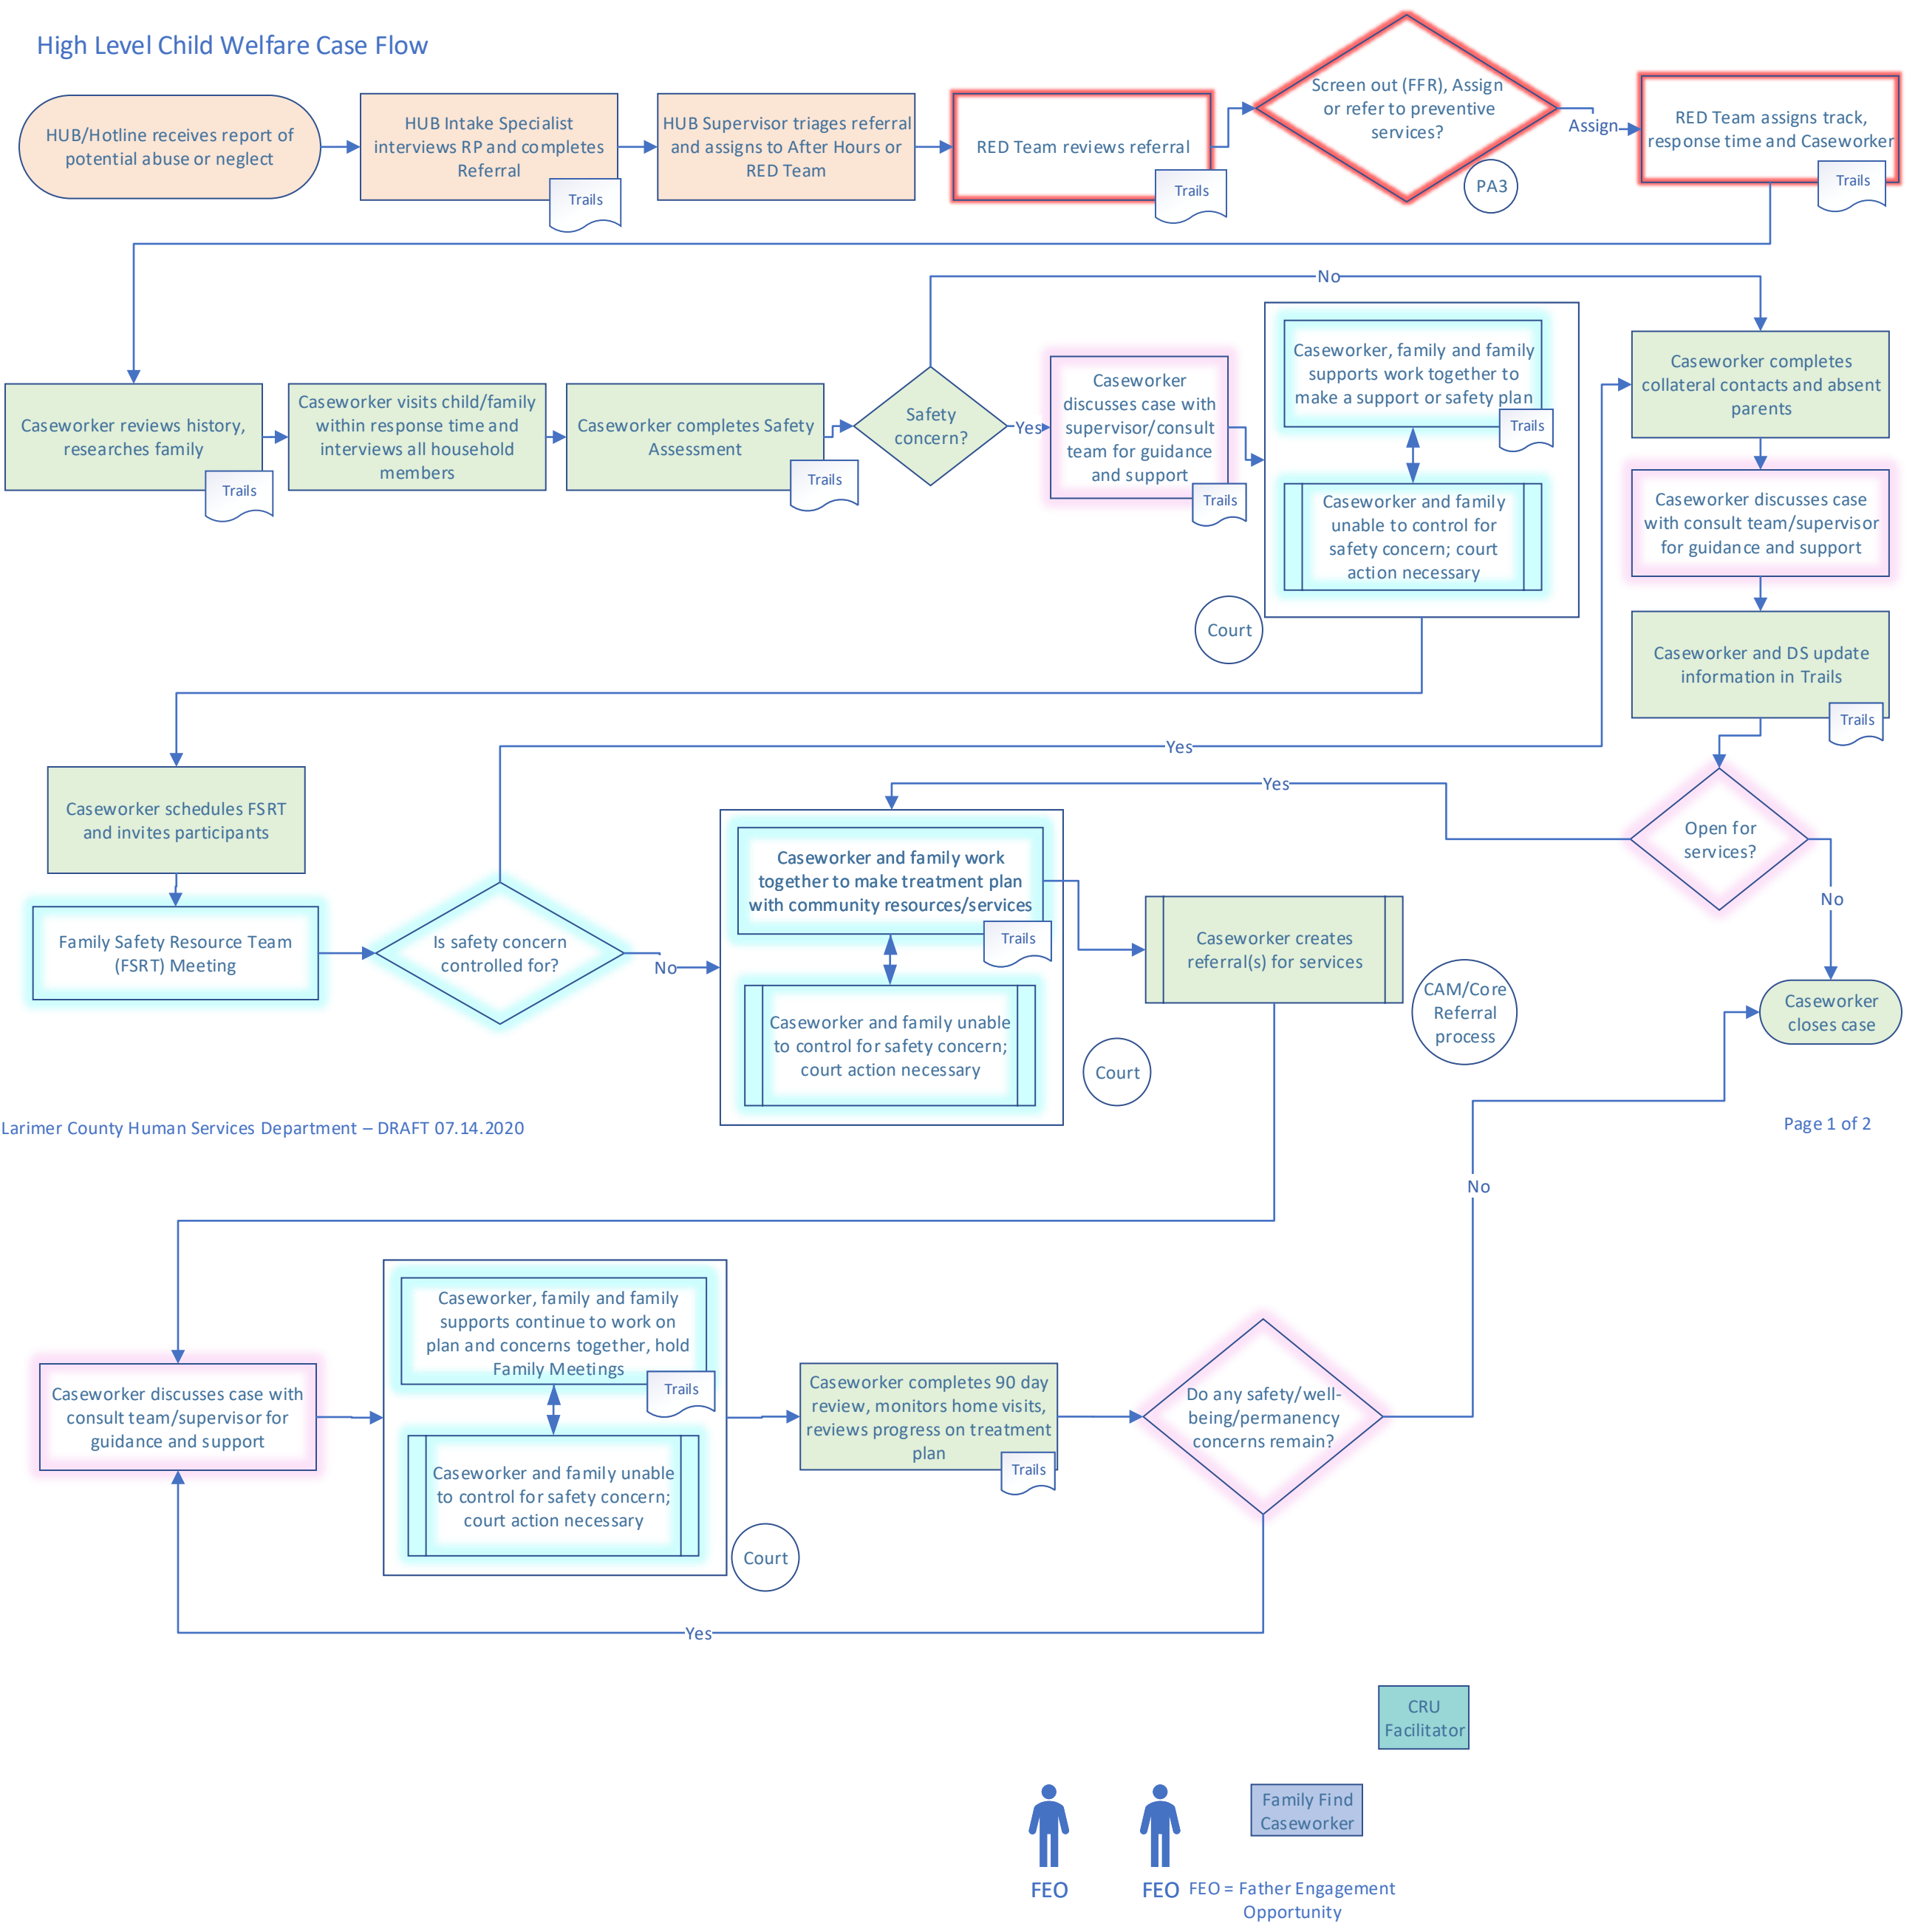 High Level Child Welfare Case Flow
HUB/Hotline receives report of
potential abuse or neglect
HUB Intake Specialist
interviews RP and completes
Referral
Trails
HUB Supervisor triages referral
and assigns to After Hours or
RED Team
RED Team reviews referral
Trails
Screen out (FFR), Assign
or refer to preventive
services?
PA3
Assign
RED Team assigns track,
response time and Caseworker
Trails
No
Caseworker reviews history,
researches family
Trails
Caseworker visits child/family
within response time and
interviews all household
members
Caseworker completes Safety
Assessment
Trails
Safety
concern?
Yes
Caseworker
discusses case with
supervisor/consult
team for guidance
and support
Trails
Caseworker, family and family
supports work together to
make a support or safety plan
Trails
Caseworker and family
unable to control for
safety concern; court
action necessary
Court
Caseworker completes
collateral contacts and absent
parents
Caseworker discusses case
with consult team/supervisor
for guidance and support
Caseworker and DS update
information in Trails
Trails
Yes
Yes
Caseworker schedules FSRT
and invites participants
Family Safety Resource Team
(FSRT) Meeting
Is safety concern
controlled for?
No
Caseworker and family work
together to make treatment plan
with community resources/services
Trails
Caseworker and family unable
to control for safety concern;
court action necessary
Court
Caseworker creates
referral(s) for services
CAM/Core
Referral
process
Open for
services?
No
Caseworker
closes case
Larimer County Human Services Department – DRAFT 07.14.2020
Page 1 of 2
No
Caseworker discusses case with
consult team/supervisor for
guidance and support
Caseworker, family and family
supports continue to work on
plan and concerns together, hold
Family Meetings
Trails
Caseworker and family unable
to control for safety concern;
court action necessary
Court
Caseworker completes 90 day
review, monitors home visits,
reviews progress on treatment
plan
Trails
Do any safety/well-
being/permanency
concerns remain?
Yes
CRU
Facilitator
Family Find
Caseworker
FEO
FEO
FEO = Father Engagement
Opportunity